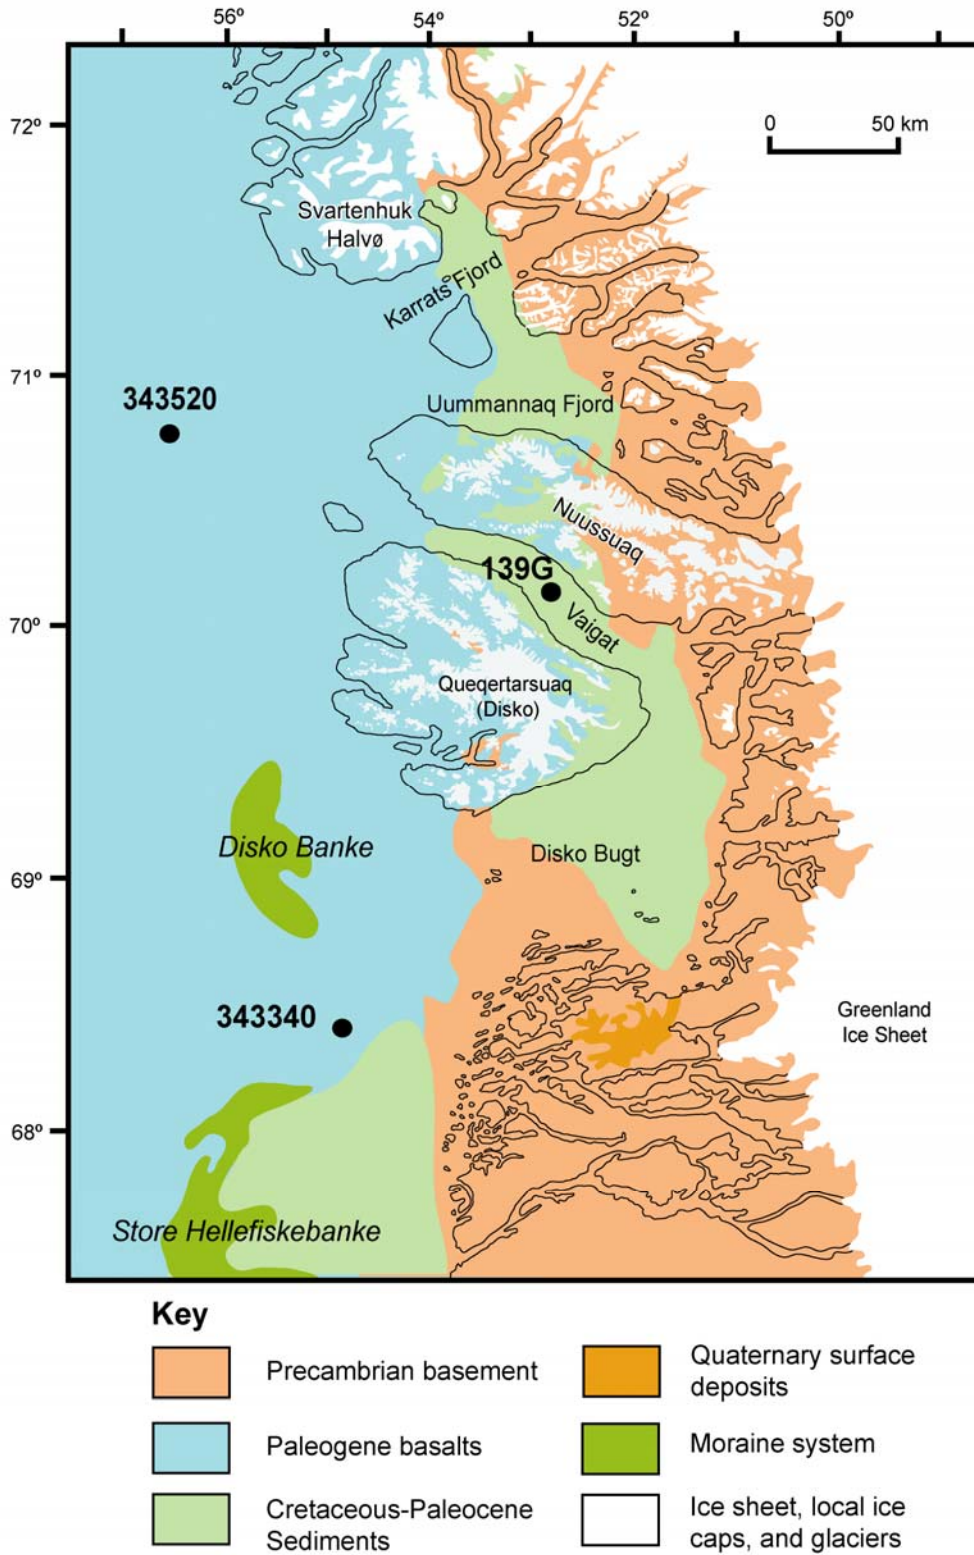 56º
54º
52º
50º
72º
0
50 km
Svartenhuk
Halvø
Karrats Fjord
71º
343520
Uummannaq Fjord
Nuussuaq
139G
Vaigat
70º
Queqertarsuaq
(Disko)
Disko Banke
Disko Bugt
69º
343340
Greenland
Ice Sheet
68º
Store Hellefiskebanke
Key
Precambrian basement
Paleogene basalts
Cretaceous-Paleocene
Sediments
Quaternary surface
deposits
Moraine system
Ice sheet, local ice
caps, and glaciers